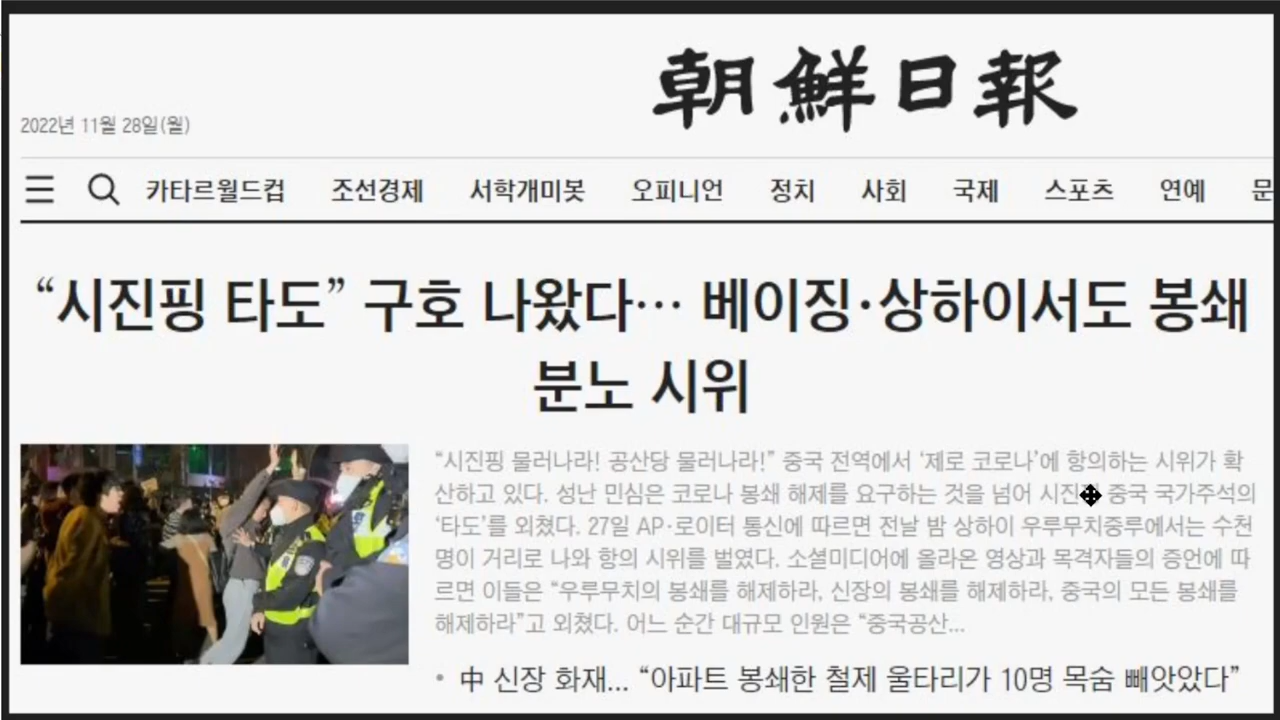 朝鮮日報
2022년 11월 28일(월)
카타르월드컵 조선경제 서학개미봇 오피니언 정치 사회 국제 스포츠 연예 문
“시진핑 타도” 구호 나왔다… 베이징·상하이서도 봉쇄
분노 시위
“시진핑 물러나라! 공산당 물러나라!” 중국 전역에서 ‘제로 코로나’에 항의하는 시위가 확
산하고 있다. 성난 민심은 코로나 봉쇄 해제를 요구하는 것을 넘어 시진 중국 국가주석의
‘타도’를 외쳤다. 27일 AP·로이터 통신에 따르면 전날 밤 상하이 우루무치중루에서는 수천
명이 거리로 나와 항의 시위를 벌였다. 소셜미디어에 올라온 영상과 목격자들의 증언에 따
르면 이들은 “우루무치의 봉쇄를 해제하라, 신장의 봉쇄를 해제하라, 중국의 모든 봉쇄를
해제하라”고 외쳤다. 어느 순간 대규모 인원은 “중국공산...
• 中 신장 화재... “아파트 봉쇄한 철제 울타리가 10명 목숨 빼앗았다”